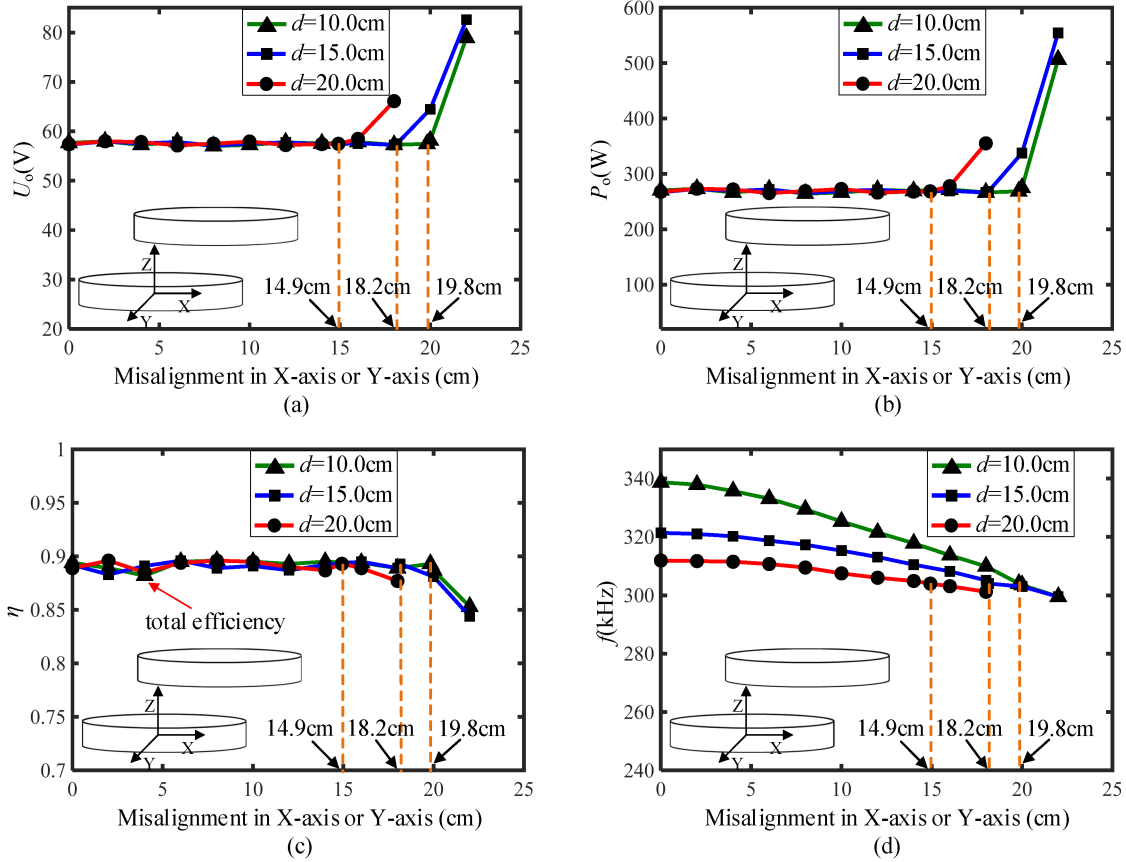 80
70
60
50
40
30
20
0
5
10
15
20
25
Uo(V)
d=10.0cm
d=15.0cm
d=20.0cm
Z
X
Y
14.9cm
18.2cm
19.8cm
Misalignment in X-axis or Y-axis (cm)
(a)
600
500
400
300
200
100
0
5
10
15
20
25
Po(W)
d=10.0cm
d=15.0cm
d=20.0cm
Z
X
Y
14.9cm
18.2cm
19.8cm
Misalignment in X-axis or Y-axis (cm)
(b)
1
0.95
0.9
0.85
0.8
0.75
0.7
0
5
10
15
20
25
η
d=10.0cm
d=15.0cm
d=20.0cm
total efficiency
Z
X
Y
14.9cm
18.2cm
19.8cm
Misalignment in X-axis or Y-axis (cm)
(c)
340
320
300
280
260
240
0
5
10
15
20
25
f(kHz)
d=10.0cm
d=15.0cm
d=20.0cm
Z
X
Y
14.9cm
18.2cm
19.8cm
Misalignment in X-axis or Y-axis (cm)
(d)